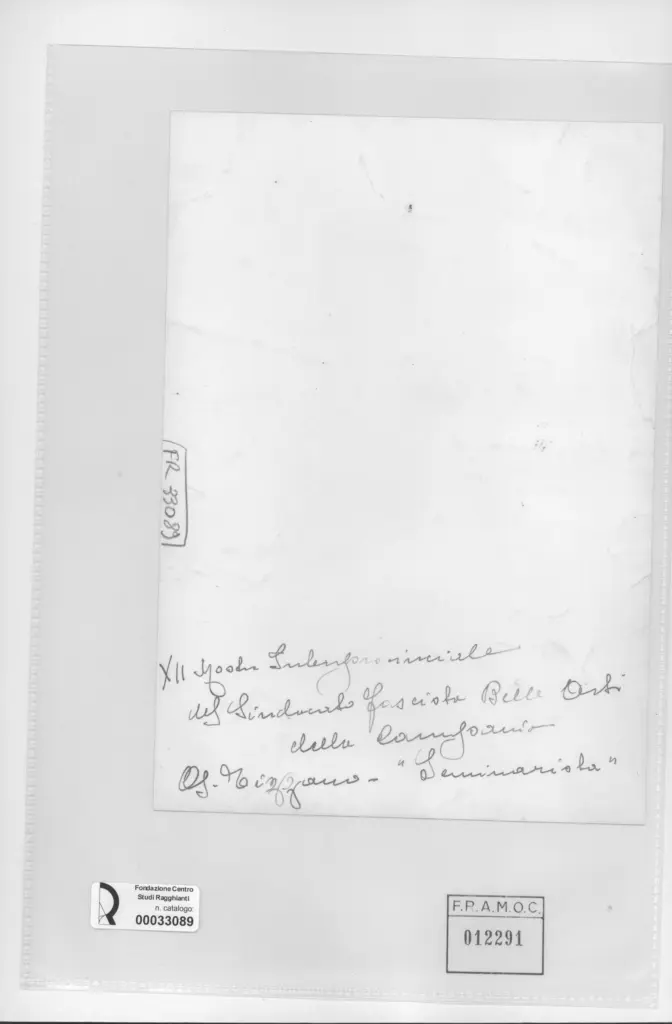 FR 33089
XII Mostra Interprovinciale
del Sindacato Fascista Belle Arti
della Campania
G. Tizzano - "Seminarista"
Fondazione Centro
Studi Ragghianti
n. catalogo:
00033089
F.R.A.M.O.C.
012291